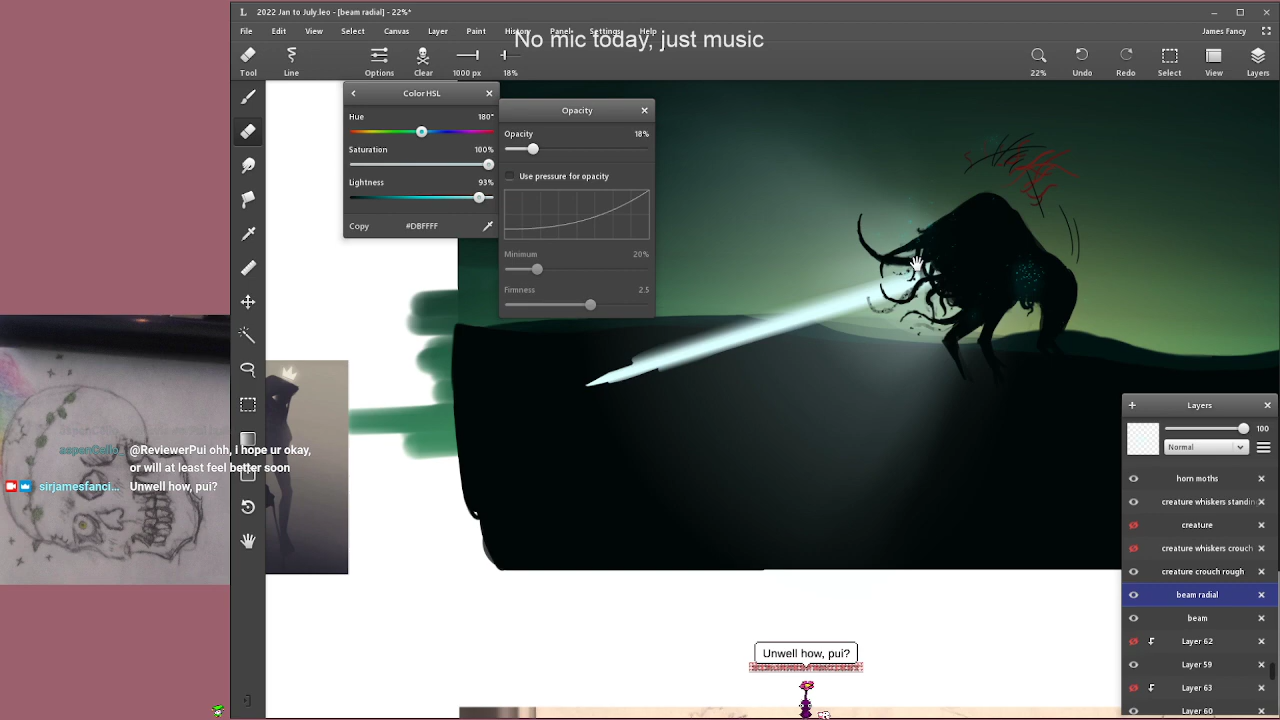 L 2022 Jan to July.leo - [beam radial] - 22%*
File Edit View Select Canvas Layer Paint History Panel Settings Help James Fancy
No mic today, just music
Tool Line Options Clear 1000 px 18% 22% Undo Redo Select View Layers
Color HSL
Hue 180°
Saturation 100%
Lightness 93%
Copy #DBFFFF
Opacity
Opacity 18%
Use pressure for opacity
Minimum 20%
Firmness 2.5
@ReviewerPui ohh, I hope ur okay,
or will at least feel better soon
sirjamesfanci... Unwell how, pui?
Layers
100
Normal
horn moths
creature whiskers standin
creature
creature whiskers crouch
creature crouch rough
beam radial
beam
Layer 62
Layer 59
Layer 63
Layer 60
Unwell how, pui?